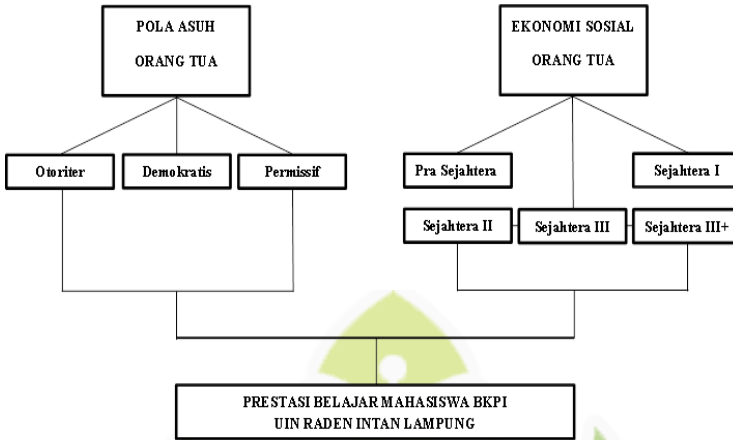 POLA ASUH
ORANG TUA
EKONOMI SOSIAL
ORANG TUA
Otoriter
Demokratis
Permissif
Pra Sejahtera
Sejahtera I
Sejahtera II
Sejahtera III
Sejahtera III+
PRESTASI BELAJAR MAHASISWA BKPI
UIN RADEN INTAN LAMPUNG